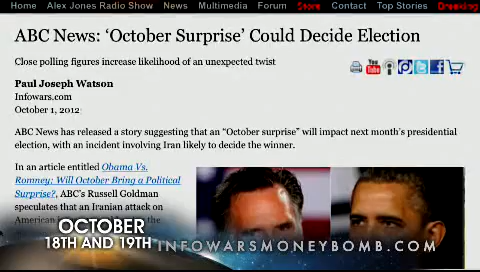 Home Alex Jones Radio Show News Multimedia Forum Store Contact Top Stories Breaking
ABC News: ‘October Surprise’ Could Decide Election
Close polling figures increase likelihood of an unexpected twist
Paul Joseph Watson
Infowars.com
October 1, 2012
You
Tube
ABC News has released a story suggesting that an “October surprise” will impact next month’s presidential
election, with an incident involving Iran likely to decide the winner.
In an article entitled Obama Vs.
Romney: Will October Bring a Political
Surprise?, ABC’s Russell Goldman
speculates that an Iranian attack on
American
OCTOBER
18TH AND 19TH
INFOWARSMONEYBOMB.COM